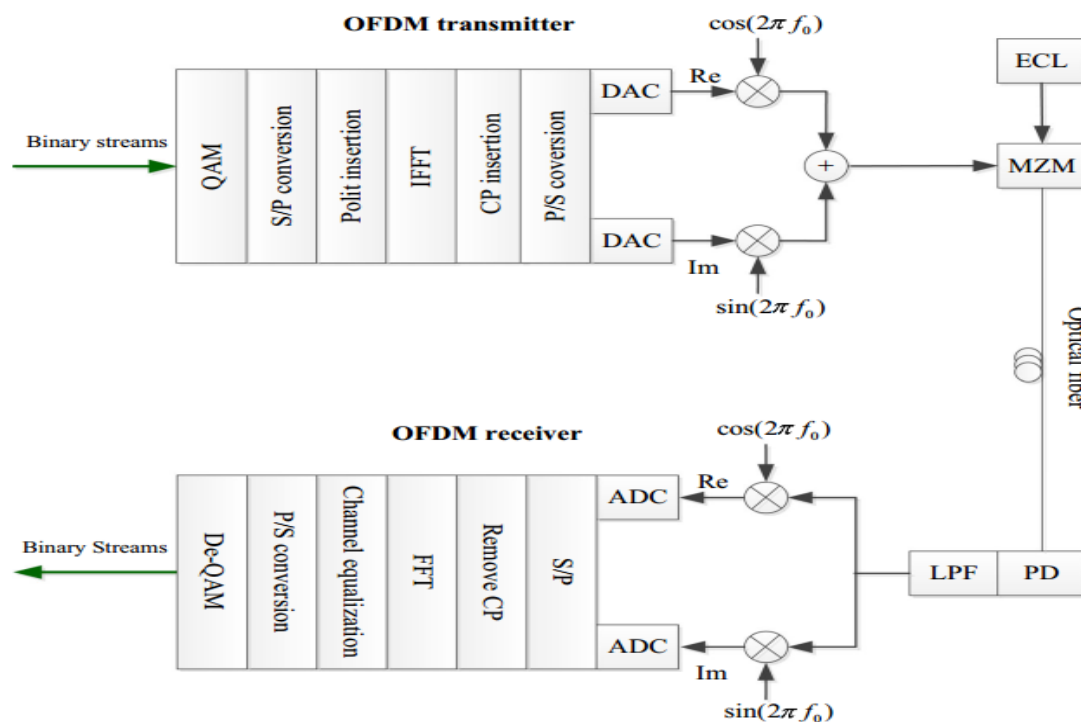 OFDM transmitter
cos(2π f₀)
ECL
Binary streams
QAM
S/P conversion
Polit insertion
IFFT
CP insertion
P/S coversion
DAC
Re
+
MZM
DAC
Im
sin(2π f₀)
Optical fiber
OFDM receiver
cos(2π f₀)
Binary Streams
De-QAM
P/S conversion
Channel equalization
FFT
Remove CP
S/P
ADC
Re
LPF
PD
ADC
Im
sin(2π f₀)